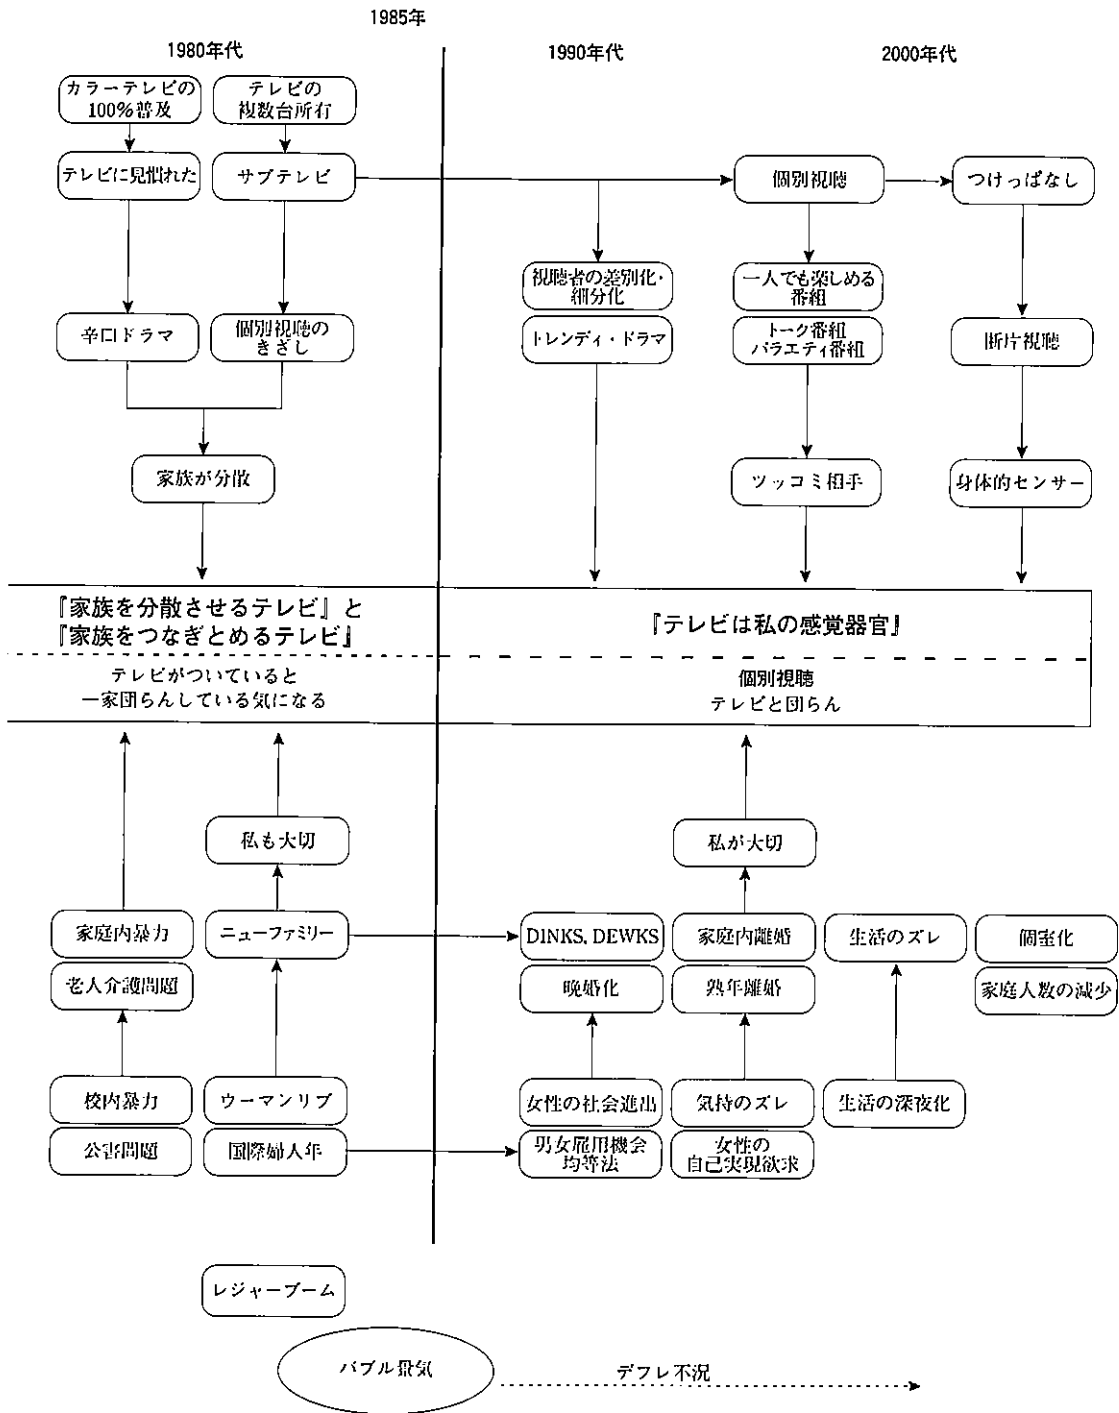 1985年
1980年代
1990年代
2000年代
カラーテレビの
100%普及
テレビの
複数台所有
テレビに見慣れた
サブテレビ
個別視聴
つけっぱなし
視聴者の差別化・
細分化
一人でも楽しめる
番組
辛口ドラマ
個別視聴の
きざし
トレンディ・ドラマ
トーク番組
バラエティ番組
断片視聴
家族が分散
ツッコミ相手
身体的センサー
『家族を分散させるテレビ』と
『家族をつなぎとめるテレビ』
『テレビは私の感覚器官』
テレビがついていると
一家団らんしている気になる
個別視聴
テレビと団らん
私も大切
私が大切
家庭内暴力
ニューファミリー
DINKS, DEWKS
家庭内離婚
生活のズレ
個室化
老人介護問題
晩婚化
熟年離婚
家庭人数の減少
校内暴力
ウーマンリブ
女性の社会進出
気持のズレ
生活の深夜化
公害問題
国際婦人年
男女雇用機会
均等法
女性の
自己実現欲求
レジャーブーム
バブル景気
デフレ不況